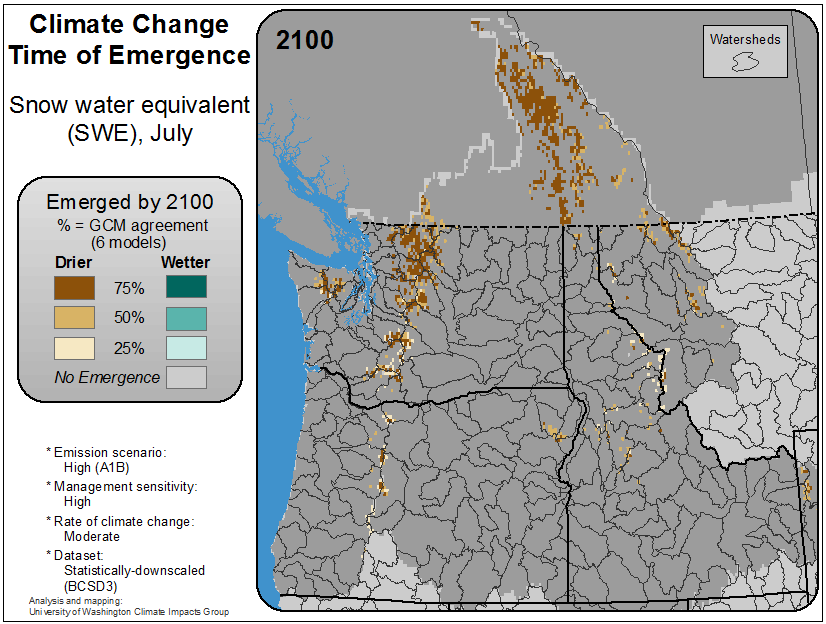 Climate Change
Time of Emergence
Snow water equivalent
(SWE), July
Emerged by 2100
% = GCM agreement
(6 models)
Drier Wetter
75%
50%
25%
No Emergence
* Emission scenario:
High (A1B)
* Management sensitivity:
High
* Rate of climate change:
Moderate
* Dataset:
Statistically-downscaled
(BCSD3)
Analysis and mapping:
University of Washington Climate Impacts Group
2100
Watersheds